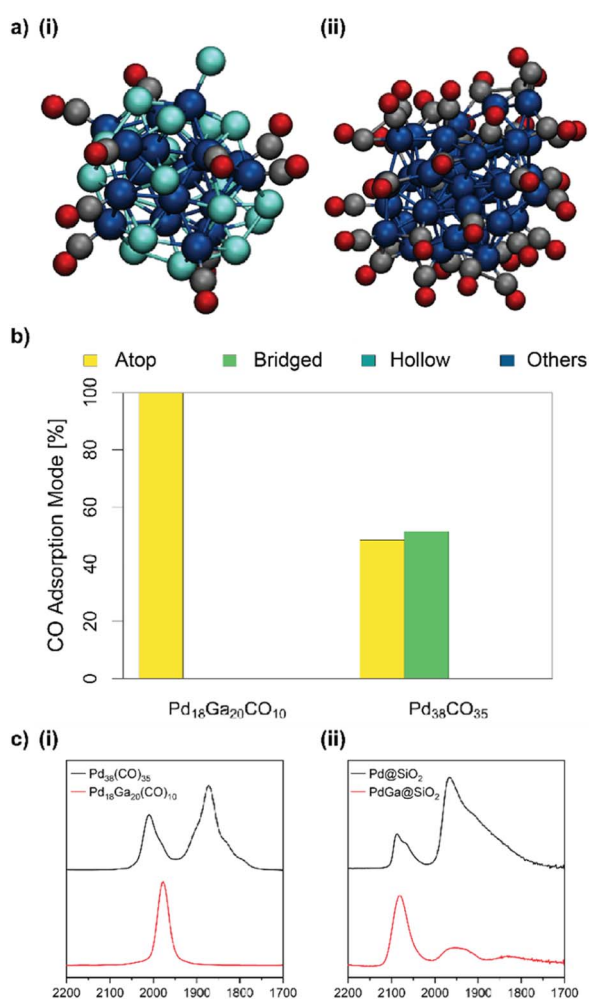 a) (i) (ii)
b)
Atop Bridged Hollow Others
CO Adsorption Mode [%]
100
80
60
40
20
0
Pd₁₈Ga₂₀CO₁₀ Pd₃₈CO₃₅
c) (i) (ii)
Pd₃₈(CO)₃₅
Pd₁₈Ga₂₀(CO)₁₀
Pd@SiO₂
PdGa@SiO₂
2200 2100 2000 1900 1800 1700
2200 2100 2000 1900 1800 1700